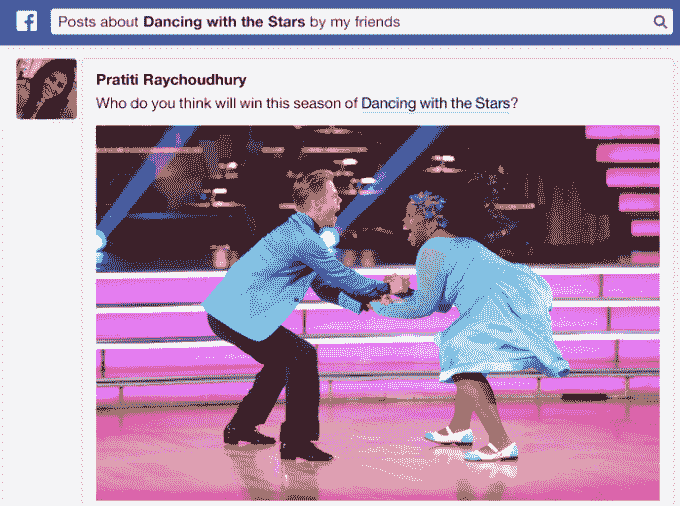 Posts about Dancing with the Stars by my friends
Pratiti Raychoudhury
Who do you think will win this season of Dancing with the Stars?